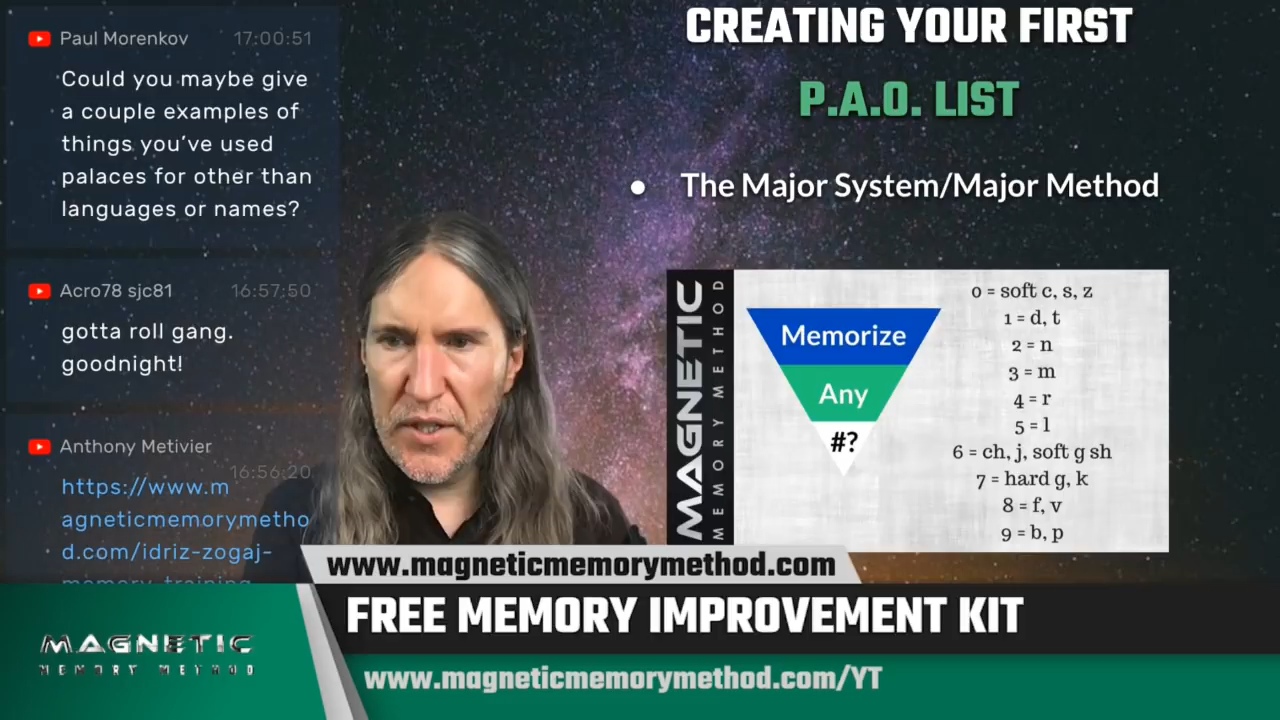 Paul Morenkov 17:00:51
Could you maybe give
a couple examples of
things you've used
palaces for other than
languages or names?
Acro78 sjc81 16:57:50
gotta roll gang.
goodnight!
Anthony Metivier
16:56:20
https://www.m
agneticmemorymetho
d.com/idriz-zogaj-
memory-training
CREATING YOUR FIRST
P.A.O. LIST
• The Major System/Major Method
MAGNETIC
MEMORY METHOD
Memorize
Any
#?
0 = soft c, s, z
1 = d, t
2 = n
3 = m
4 = r
5 = l
6 = ch, j, soft g sh
7 = hard g, k
8 = f, v
9 = b, p
www.magneticmemorymethod.com
FREE MEMORY IMPROVEMENT KIT
www.magneticmemorymethod.com/YT
MAGNETIC
MEMORY METHOD